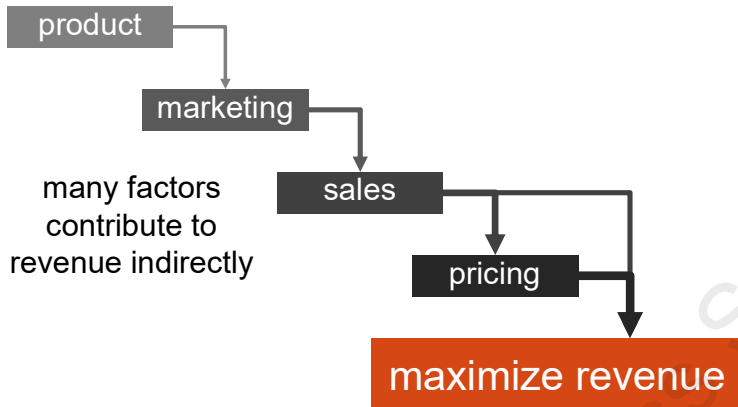 product
marketing
sales
many factors
contribute to
revenue indirectly
pricing
maximize revenue